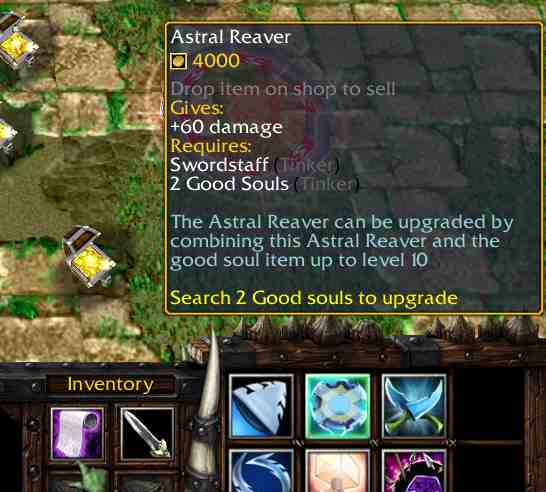 Astral Reaver
4000
Drop item on shop to sell
Gives:
+60 damage
Requires:
Swordstaff (Tinker)
2 Good Souls (Tinker)
The Astral Reaver can be upgraded by
combining this Astral Reaver and the
good soul item up to level 10
Search 2 Good souls to upgrade
Inventory